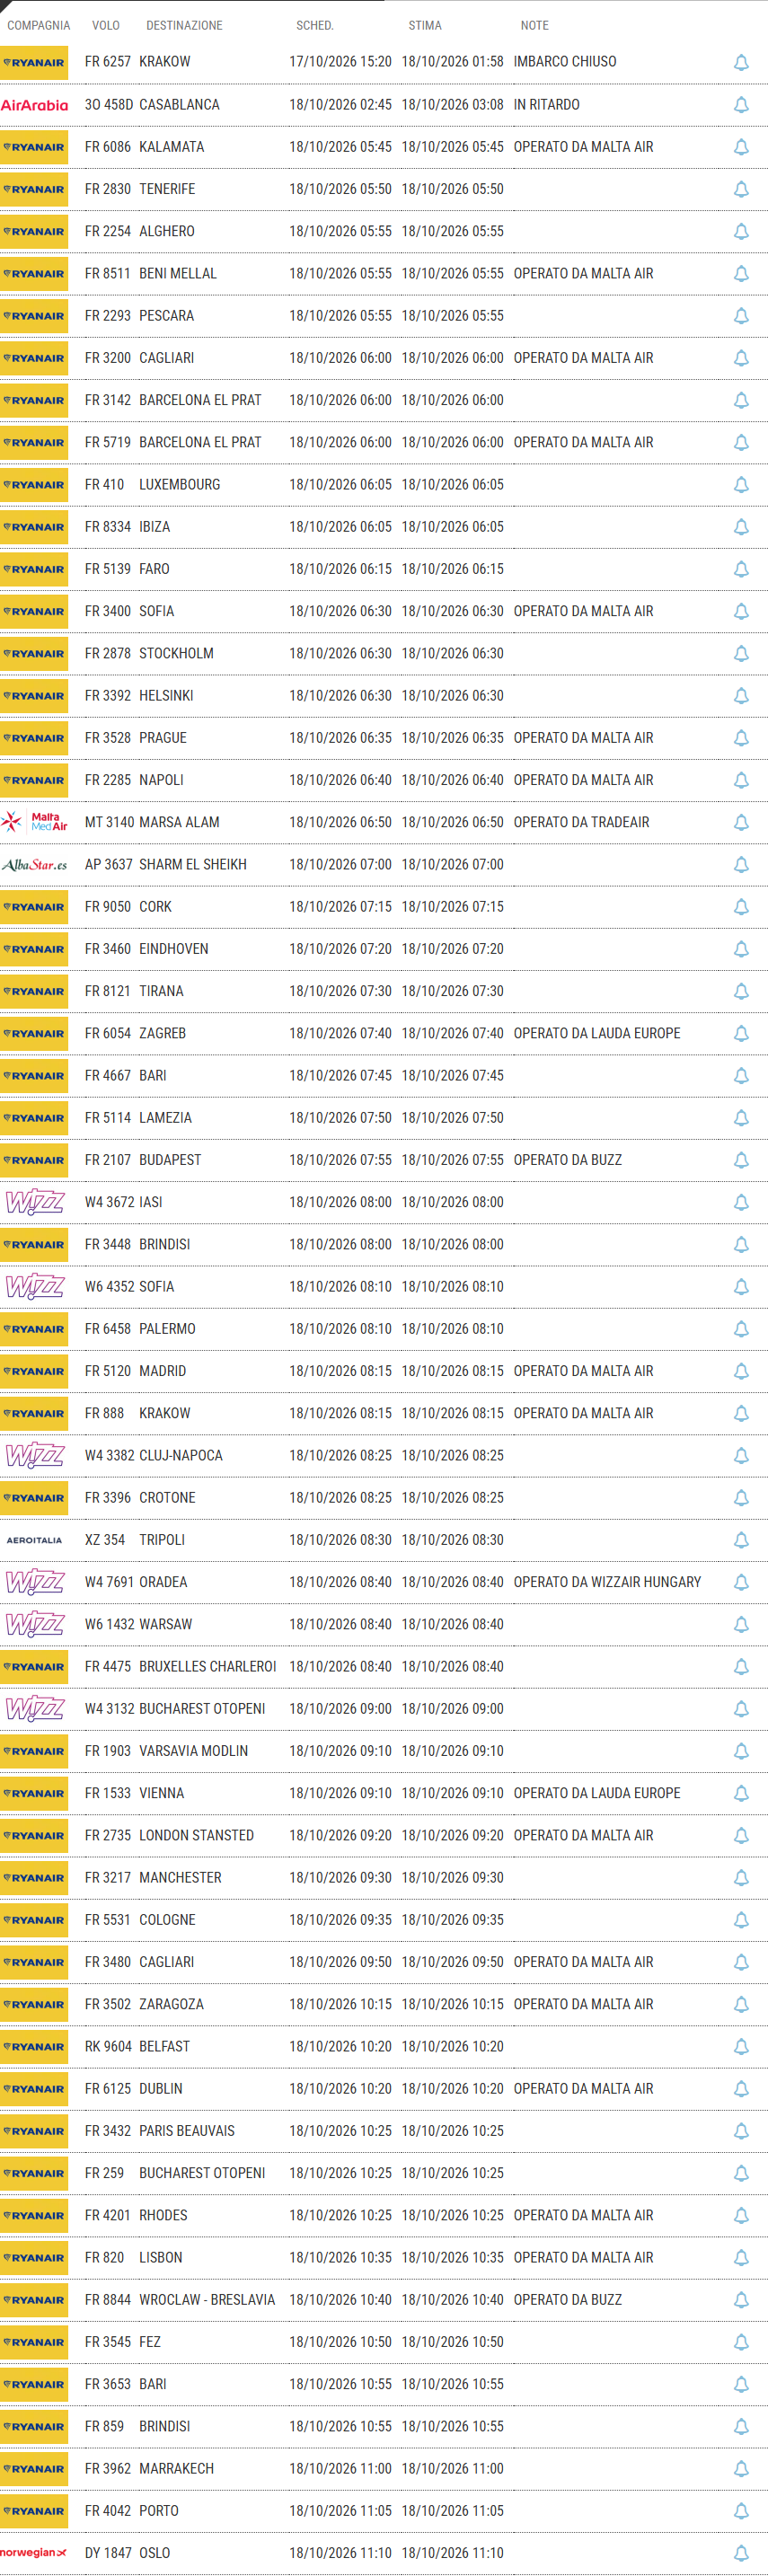 COMPAGNIA VOLO DESTINAZIONE SCHED. STIMA NOTE
RYANAIR FR 6257 KRAKOW 17/10/2026 15:20 18/10/2026 01:58 IMBARCO CHIUSO
AirArabia 3O 458D CASABLANCA 18/10/2026 02:45 18/10/2026 03:08 IN RITARDO
RYANAIR FR 6086 KALAMATA 18/10/2026 05:45 18/10/2026 05:45 OPERATO DA MALTA AIR
RYANAIR FR 2830 TENERIFE 18/10/2026 05:50 18/10/2026 05:50
RYANAIR FR 2254 ALGHERO 18/10/2026 05:55 18/10/2026 05:55
RYANAIR FR 8511 BENI MELLAL 18/10/2026 05:55 18/10/2026 05:55 OPERATO DA MALTA AIR
RYANAIR FR 2293 PESCARA 18/10/2026 05:55 18/10/2026 05:55
RYANAIR FR 3200 CAGLIARI 18/10/2026 06:00 18/10/2026 06:00 OPERATO DA MALTA AIR
RYANAIR FR 3142 BARCELONA EL PRAT 18/10/2026 06:00 18/10/2026 06:00
RYANAIR FR 5719 BARCELONA EL PRAT 18/10/2026 06:00 18/10/2026 06:00 OPERATO DA MALTA AIR
RYANAIR FR 410 LUXEMBOURG 18/10/2026 06:05 18/10/2026 06:05
RYANAIR FR 8334 IBIZA 18/10/2026 06:05 18/10/2026 06:05
RYANAIR FR 5139 FARO 18/10/2026 06:15 18/10/2026 06:15
RYANAIR FR 3400 SOFIA 18/10/2026 06:30 18/10/2026 06:30 OPERATO DA MALTA AIR
RYANAIR FR 2878 STOCKHOLM 18/10/2026 06:30 18/10/2026 06:30
RYANAIR FR 3392 HELSINKI 18/10/2026 06:30 18/10/2026 06:30
RYANAIR FR 3528 PRAGUE 18/10/2026 06:35 18/10/2026 06:35 OPERATO DA MALTA AIR
RYANAIR FR 2285 NAPOLI 18/10/2026 06:40 18/10/2026 06:40 OPERATO DA MALTA AIR
Malta MedAir MT 3140 MARSA ALAM 18/10/2026 06:50 18/10/2026 06:50 OPERATO DA TRADEAIR
AlbaStar.es AP 3637 SHARM EL SHEIKH 18/10/2026 07:00 18/10/2026 07:00
RYANAIR FR 9050 CORK 18/10/2026 07:15 18/10/2026 07:15
RYANAIR FR 3460 EINDHOVEN 18/10/2026 07:20 18/10/2026 07:20
RYANAIR FR 8121 TIRANA 18/10/2026 07:30 18/10/2026 07:30
RYANAIR FR 6054 ZAGREB 18/10/2026 07:40 18/10/2026 07:40 OPERATO DA LAUDA EUROPE
RYANAIR FR 4667 BARI 18/10/2026 07:45 18/10/2026 07:45
RYANAIR FR 5114 LAMEZIA 18/10/2026 07:50 18/10/2026 07:50
RYANAIR FR 2107 BUDAPEST 18/10/2026 07:55 18/10/2026 07:55 OPERATO DA BUZZ
WIZZ W4 3672 IASI 18/10/2026 08:00 18/10/2026 08:00
RYANAIR FR 3448 BRINDISI 18/10/2026 08:00 18/10/2026 08:00
WIZZ W6 4352 SOFIA 18/10/2026 08:10 18/10/2026 08:10
RYANAIR FR 6458 PALERMO 18/10/2026 08:10 18/10/2026 08:10
RYANAIR FR 5120 MADRID 18/10/2026 08:15 18/10/2026 08:15 OPERATO DA MALTA AIR
RYANAIR FR 888 KRAKOW 18/10/2026 08:15 18/10/2026 08:15 OPERATO DA MALTA AIR
WIZZ W4 3382 CLUJ-NAPOCA 18/10/2026 08:25 18/10/2026 08:25
RYANAIR FR 3396 CROTONE 18/10/2026 08:25 18/10/2026 08:25
AEROITALIA XZ 354 TRIPOLI 18/10/2026 08:30 18/10/2026 08:30
WIZZ W4 7691 ORADEA 18/10/2026 08:40 18/10/2026 08:40 OPERATO DA WIZZAIR HUNGARY
WIZZ W6 1432 WARSAW 18/10/2026 08:40 18/10/2026 08:40
RYANAIR FR 4475 BRUXELLES CHARLEROI 18/10/2026 08:40 18/10/2026 08:40
WIZZ W4 3132 BUCHAREST OTOPENI 18/10/2026 09:00 18/10/2026 09:00
RYANAIR FR 1903 VARSAVIA MODLIN 18/10/2026 09:10 18/10/2026 09:10
RYANAIR FR 1533 VIENNA 18/10/2026 09:10 18/10/2026 09:10 OPERATO DA LAUDA EUROPE
RYANAIR FR 2735 LONDON STANSTED 18/10/2026 09:20 18/10/2026 09:20 OPERATO DA MALTA AIR
RYANAIR FR 3217 MANCHESTER 18/10/2026 09:30 18/10/2026 09:30
RYANAIR FR 5531 COLOGNE 18/10/2026 09:35 18/10/2026 09:35
RYANAIR FR 3480 CAGLIARI 18/10/2026 09:50 18/10/2026 09:50 OPERATO DA MALTA AIR
RYANAIR FR 3502 ZARAGOZA 18/10/2026 10:15 18/10/2026 10:15 OPERATO DA MALTA AIR
RYANAIR RK 9604 BELFAST 18/10/2026 10:20 18/10/2026 10:20
RYANAIR FR 6125 DUBLIN 18/10/2026 10:20 18/10/2026 10:20 OPERATO DA MALTA AIR
RYANAIR FR 3432 PARIS BEAUVAIS 18/10/2026 10:25 18/10/2026 10:25
RYANAIR FR 259 BUCHAREST OTOPENI 18/10/2026 10:25 18/10/2026 10:25
RYANAIR FR 4201 RHODES 18/10/2026 10:25 18/10/2026 10:25 OPERATO DA MALTA AIR
RYANAIR FR 820 LISBON 18/10/2026 10:35 18/10/2026 10:35 OPERATO DA MALTA AIR
RYANAIR FR 8844 WROCLAW - BRESLAVIA 18/10/2026 10:40 18/10/2026 10:40 OPERATO DA BUZZ
RYANAIR FR 3545 FEZ 18/10/2026 10:50 18/10/2026 10:50
RYANAIR FR 3653 BARI 18/10/2026 10:55 18/10/2026 10:55
RYANAIR FR 859 BRINDISI 18/10/2026 10:55 18/10/2026 10:55
RYANAIR FR 3962 MARRAKECH 18/10/2026 11:00 18/10/2026 11:00
RYANAIR FR 4042 PORTO 18/10/2026 11:05 18/10/2026 11:05
norwegian DY 1847 OSLO 18/10/2026 11:10 18/10/2026 11:10